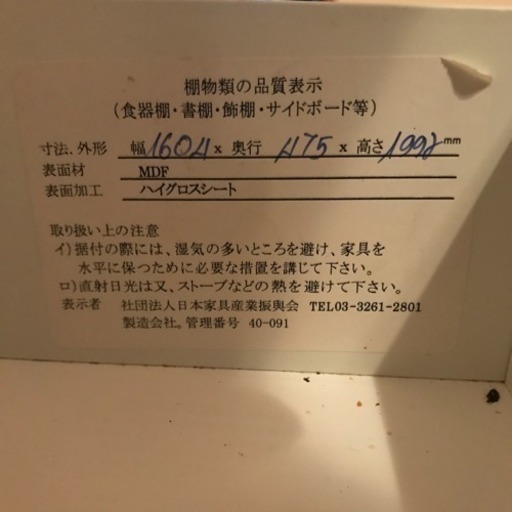 棚物類の品質表示
(食器棚・書棚・飾棚・サイドボード等)
寸法、外形 幅1604x 奥行 475 x 高さ1992mm
表面材 MDF
表面加工 ハイグロスシート
取り扱い上の注意
イ)据付の際には、湿気の多いところを避け、家具を
水平に保つために必要な措置を講じて下さい。
ロ)直射日光は又、ストーブなどの熱を避けて下さい。
表示者 社団法人日本家具産業振興会 TEL03-3261-2801
製造会社。管理番号 40-091